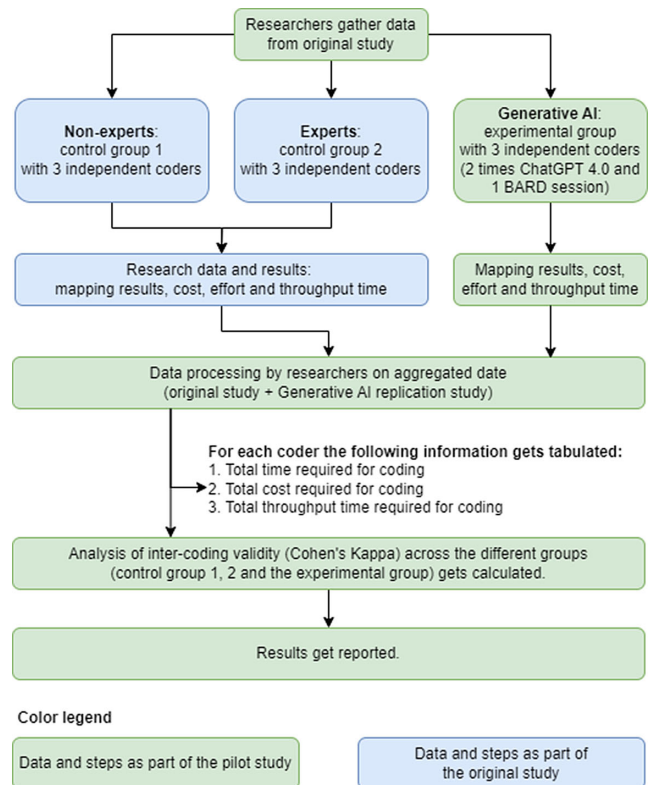 Researchers gather data
from original study
Non-experts:
control group 1
with 3 independent coders
Experts:
control group 2
with 3 independent coders
Generative AI:
experimental group
with 3 independent coders
(2 times ChatGPT 4.0 and
1 BARD session)
Research data and results:
mapping results, cost, effort and throughput time
Mapping results, cost,
effort and throughput time
Data processing by researchers on aggregated date
(original study + Generative AI replication study)
For each coder the following information gets tabulated:
1. Total time required for coding
2. Total cost required for coding
3. Total throughput time required for coding
Analysis of inter-coding validity (Cohen's Kappa) across the different groups
(control group 1, 2 and the experimental group) gets calculated.
Results get reported.
Color legend
Data and steps as part of the pilot study
Data and steps as part of
the original study